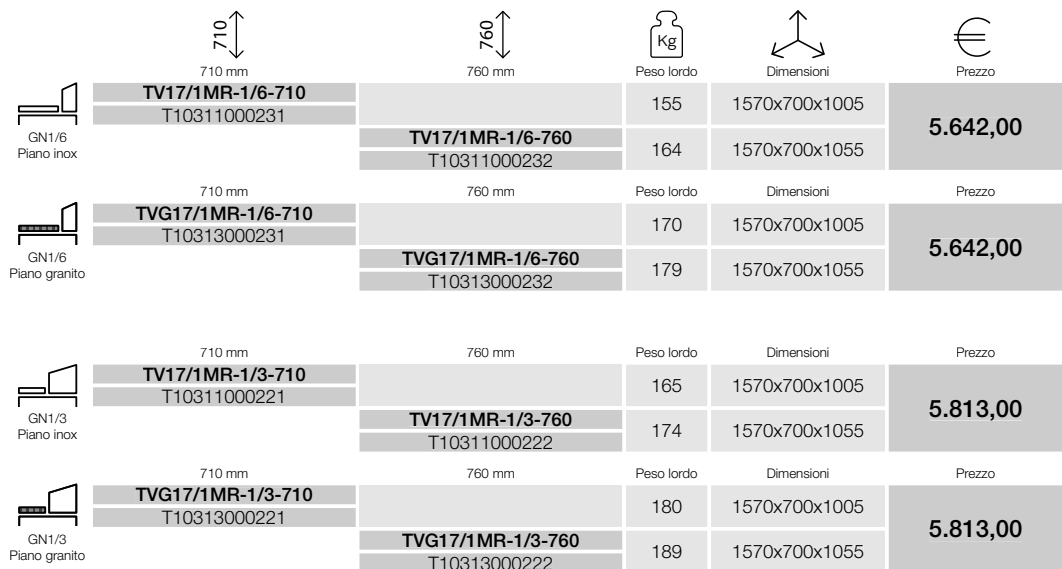 710
760
Kg
710 mm 760 mm Peso lordo Dimensioni Prezzo
TV17/1MR-1/6-710
T10311000231
155 1570x700x1005
5.642,00
GN1/6
Piano inox
TV17/1MR-1/6-760
T10311000232
164 1570x700x1055
710 mm 760 mm Peso lordo Dimensioni Prezzo
TVG17/1MR-1/6-710
T10313000231
170 1570x700x1005
5.642,00
GN1/6
Piano granito
TVG17/1MR-1/6-760
T10313000232
179 1570x700x1055
710 mm 760 mm Peso lordo Dimensioni Prezzo
TV17/1MR-1/3-710
T10311000221
165 1570x700x1005
5.813,00
GN1/3
Piano inox
TV17/1MR-1/3-760
T10311000222
174 1570x700x1055
710 mm 760 mm Peso lordo Dimensioni Prezzo
TVG17/1MR-1/3-710
T10313000221
180 1570x700x1005
5.813,00
GN1/3
Piano granito
TVG17/1MR-1/3-760
T10313000222
189 1570x700x1055